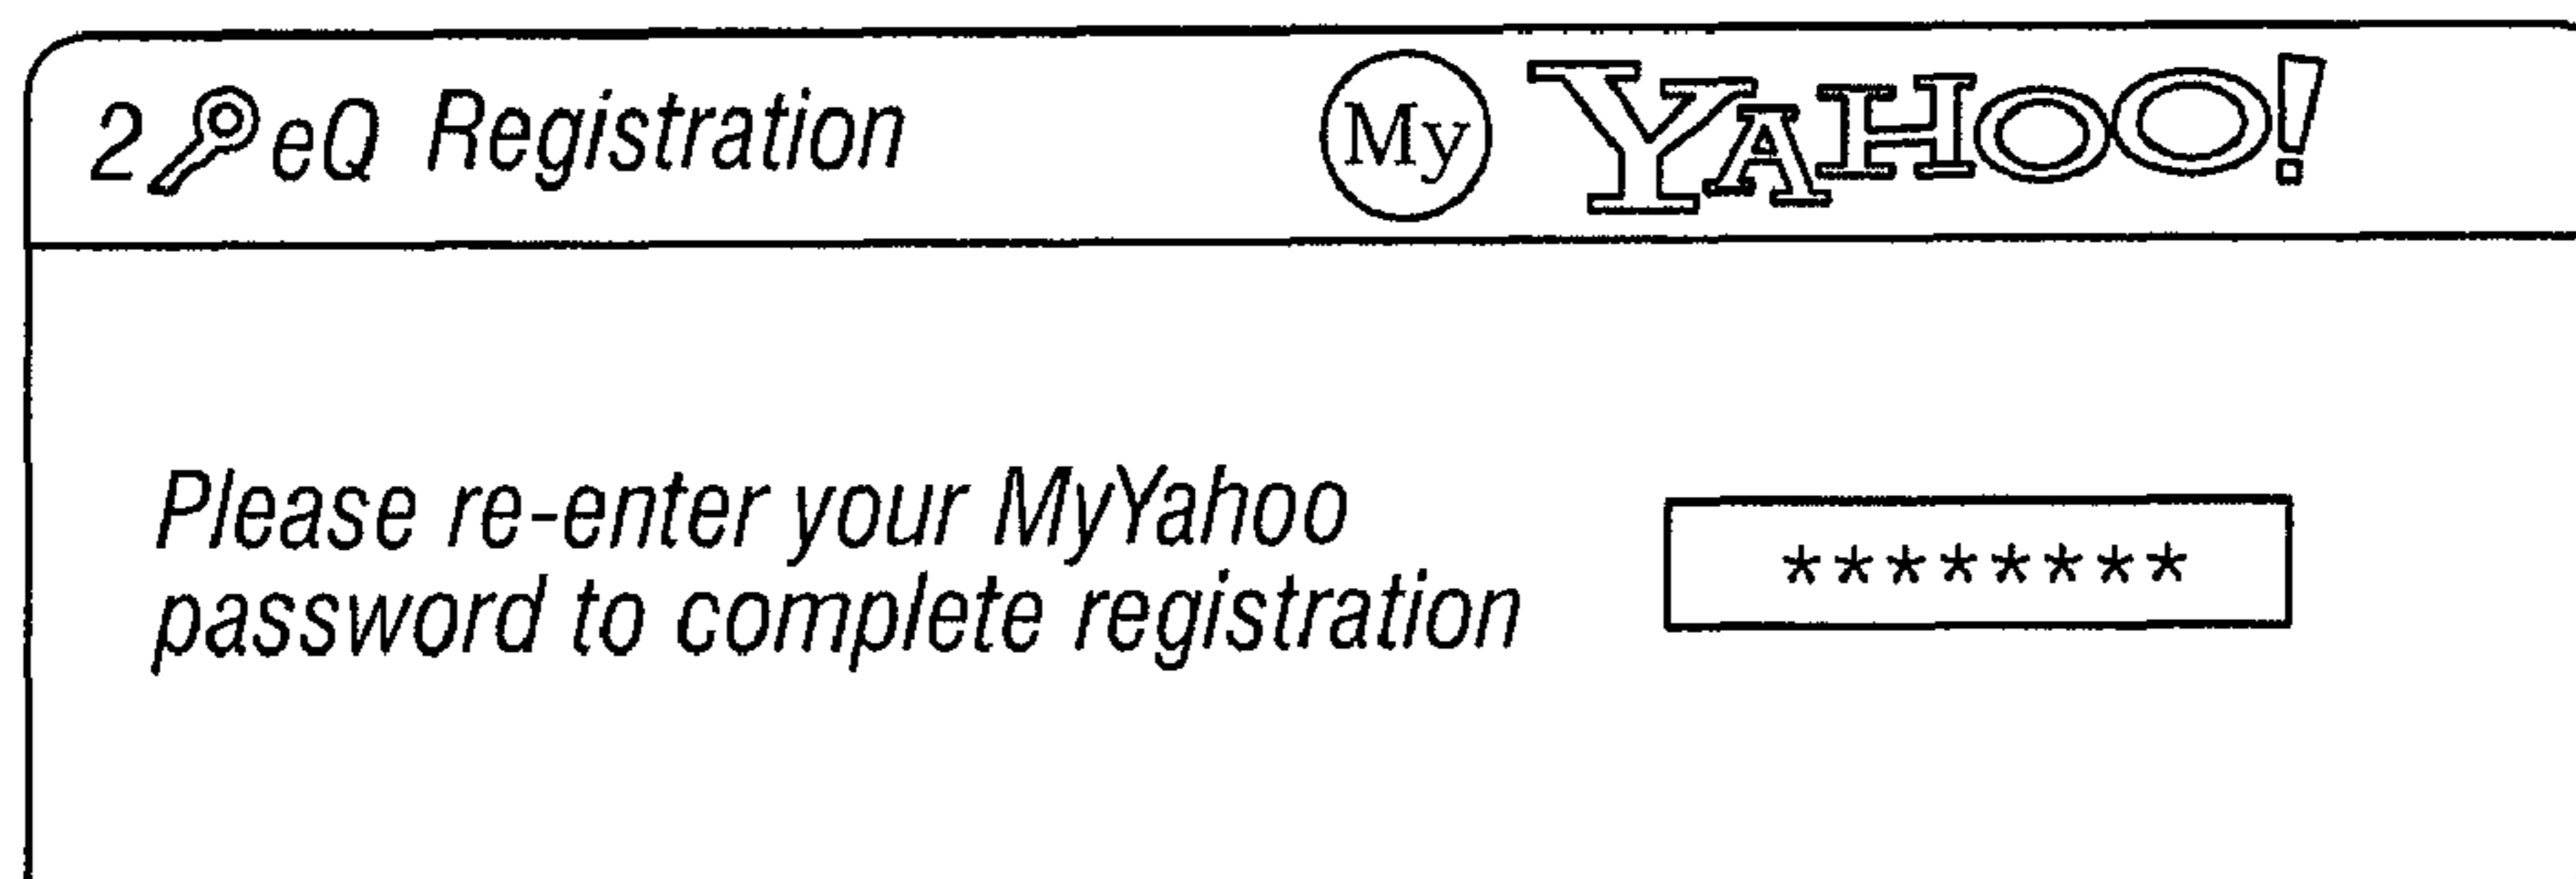 2 eQ Registration
My YAHOO!
Please re-enter your MyYahoo
password to complete registration
********